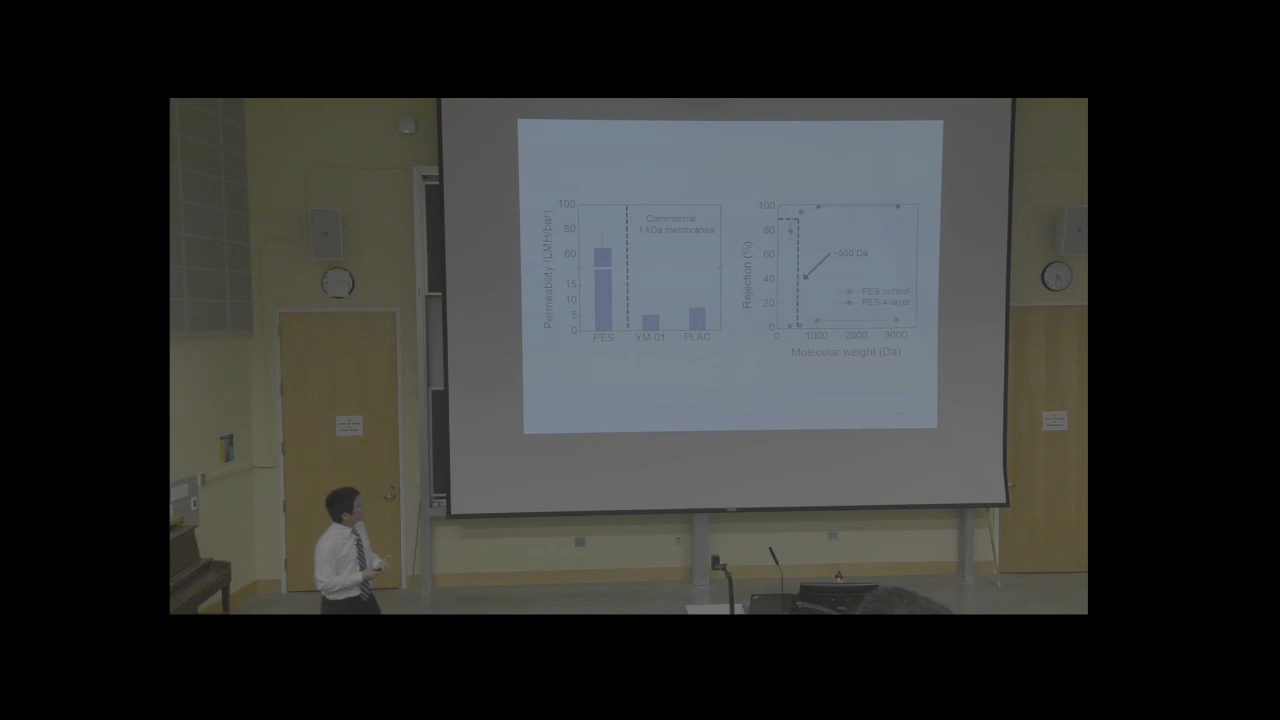 Permeability (LMH/bar)
100
80
60
15
10
5
0
Commercial
1 kDa membranes
PES
YM-01
PLAC
Rejection (%)
100
80
60
40
20
0
~500 Da
PES control
PES 4-layer
0
1000
2000
3000
Molecular weight (Da)